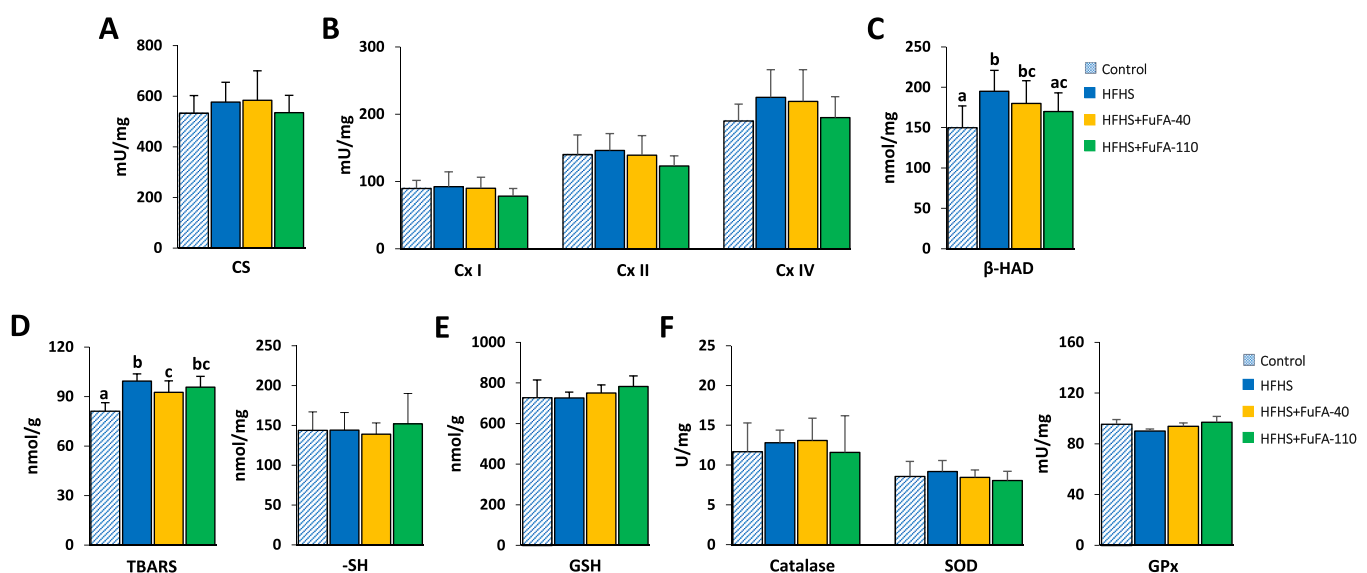 A
800
600
400
600
200
0
mU/mg
CS
B
300
200
100
0
mU/mg
Cx I
Cx II
Cx IV
C
250
200
150
200
150
100
50
0
nmol/mg
a
b
bc
ac
β-HAD
Control
HFHS
HFHS+FuFA-40
HFHS+FuFA-110
D
120
90
60
30
0
nmol/g
a
b
c
bc
TBARS
250
200
150
100
50
0
nmol/mg
-SH
E
1000
800
600
400
200
0
nmol/g
GSH
F
25
20
15
10
5
0
U/mg
Catalase
SOD
160
120
80
40
0
mU/mg
GPx
Control
HFHS
HFHS+FuFA-40
HFHS+FuFA-110